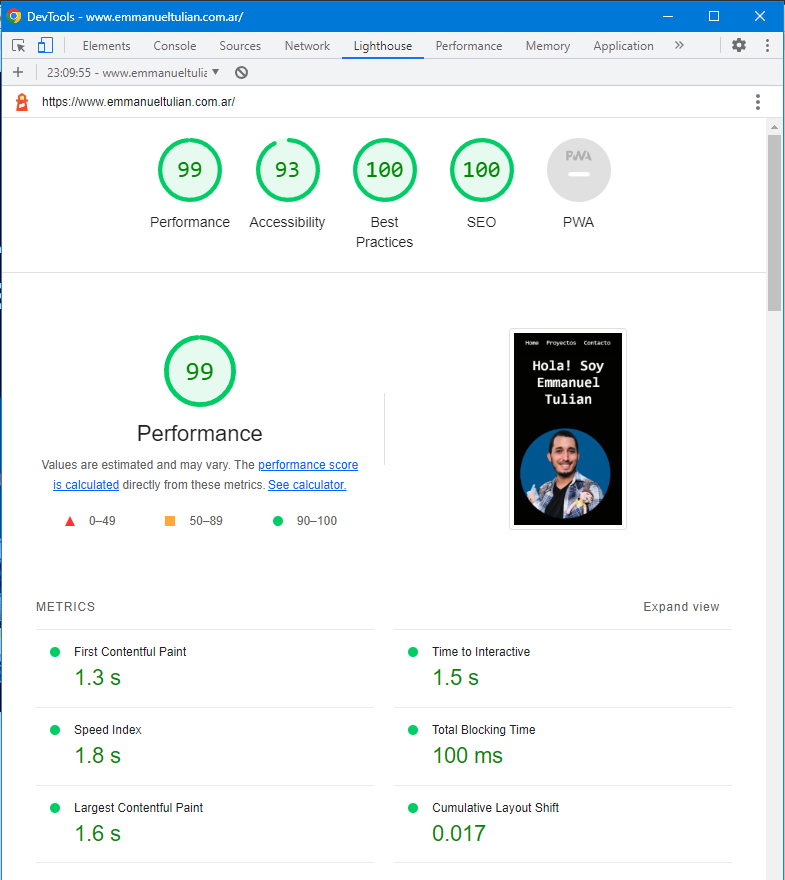 DevTools - www.emmanueltulian.com.ar/
Elements Console Sources Network Lighthouse Performance Memory Application »
23:09:55 - www.emmanueltulia
https://www.emmanueltulian.com.ar/
99 93 100 100 PWA
Performance Accessibility Best Practices SEO PWA
99
Performance
Values are estimated and may vary. The performance score
is calculated directly from these metrics. See calculator.
0–49 50–89 90–100
Home Proyectos Contacto
Hola! Soy
Emmanuel
Tulian
METRICS Expand view
First Contentful Paint
1.3 s
Time to Interactive
1.5 s
Speed Index
1.8 s
Total Blocking Time
100 ms
Largest Contentful Paint
1.6 s
Cumulative Layout Shift
0.017